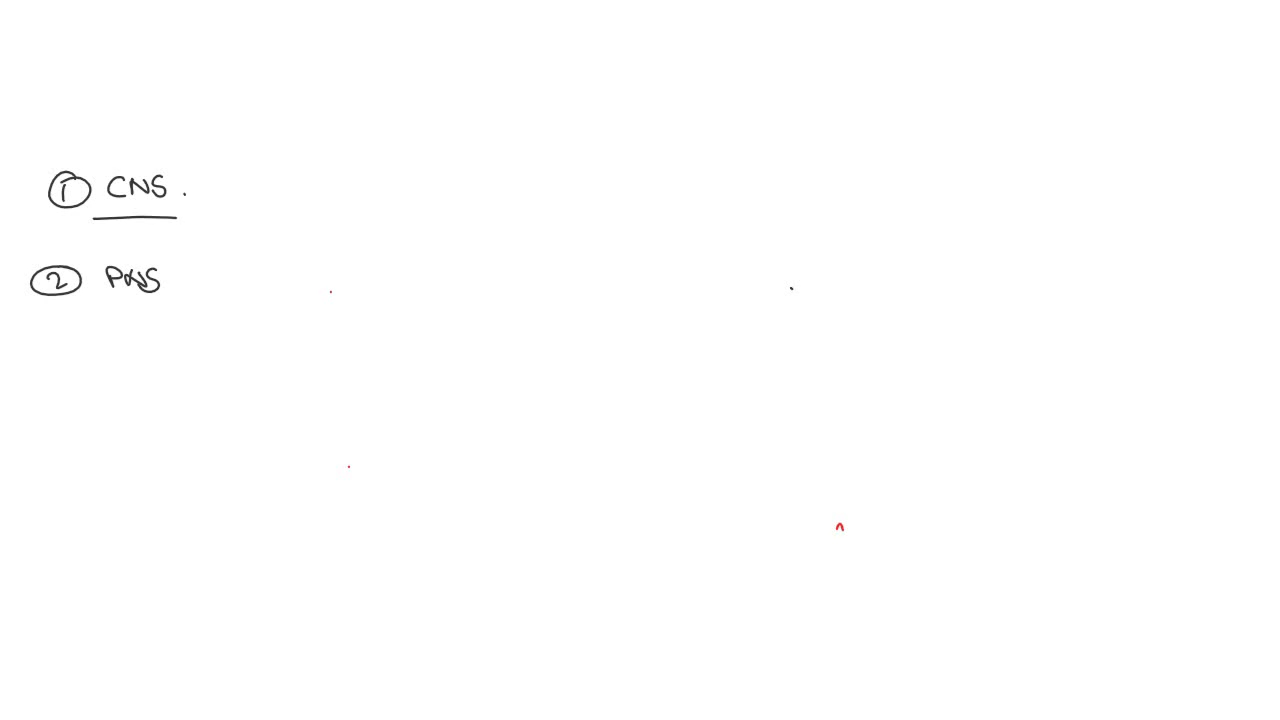 ① CNS.
② PNS